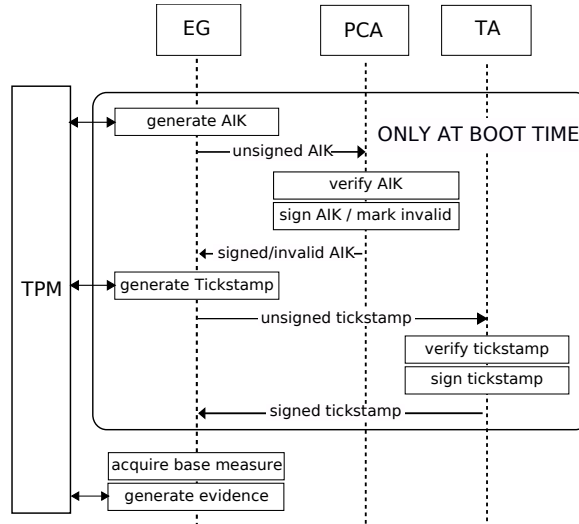 EG
PCA
TA
generate AIK
ONLY AT BOOT TIME
unsigned AIK
verify AIK
sign AIK / mark invalid
signed/invalid AIK
TPM
generate Tickstamp
unsigned tickstamp
verify tickstamp
sign tickstamp
signed tickstamp
acquire base measure
generate evidence